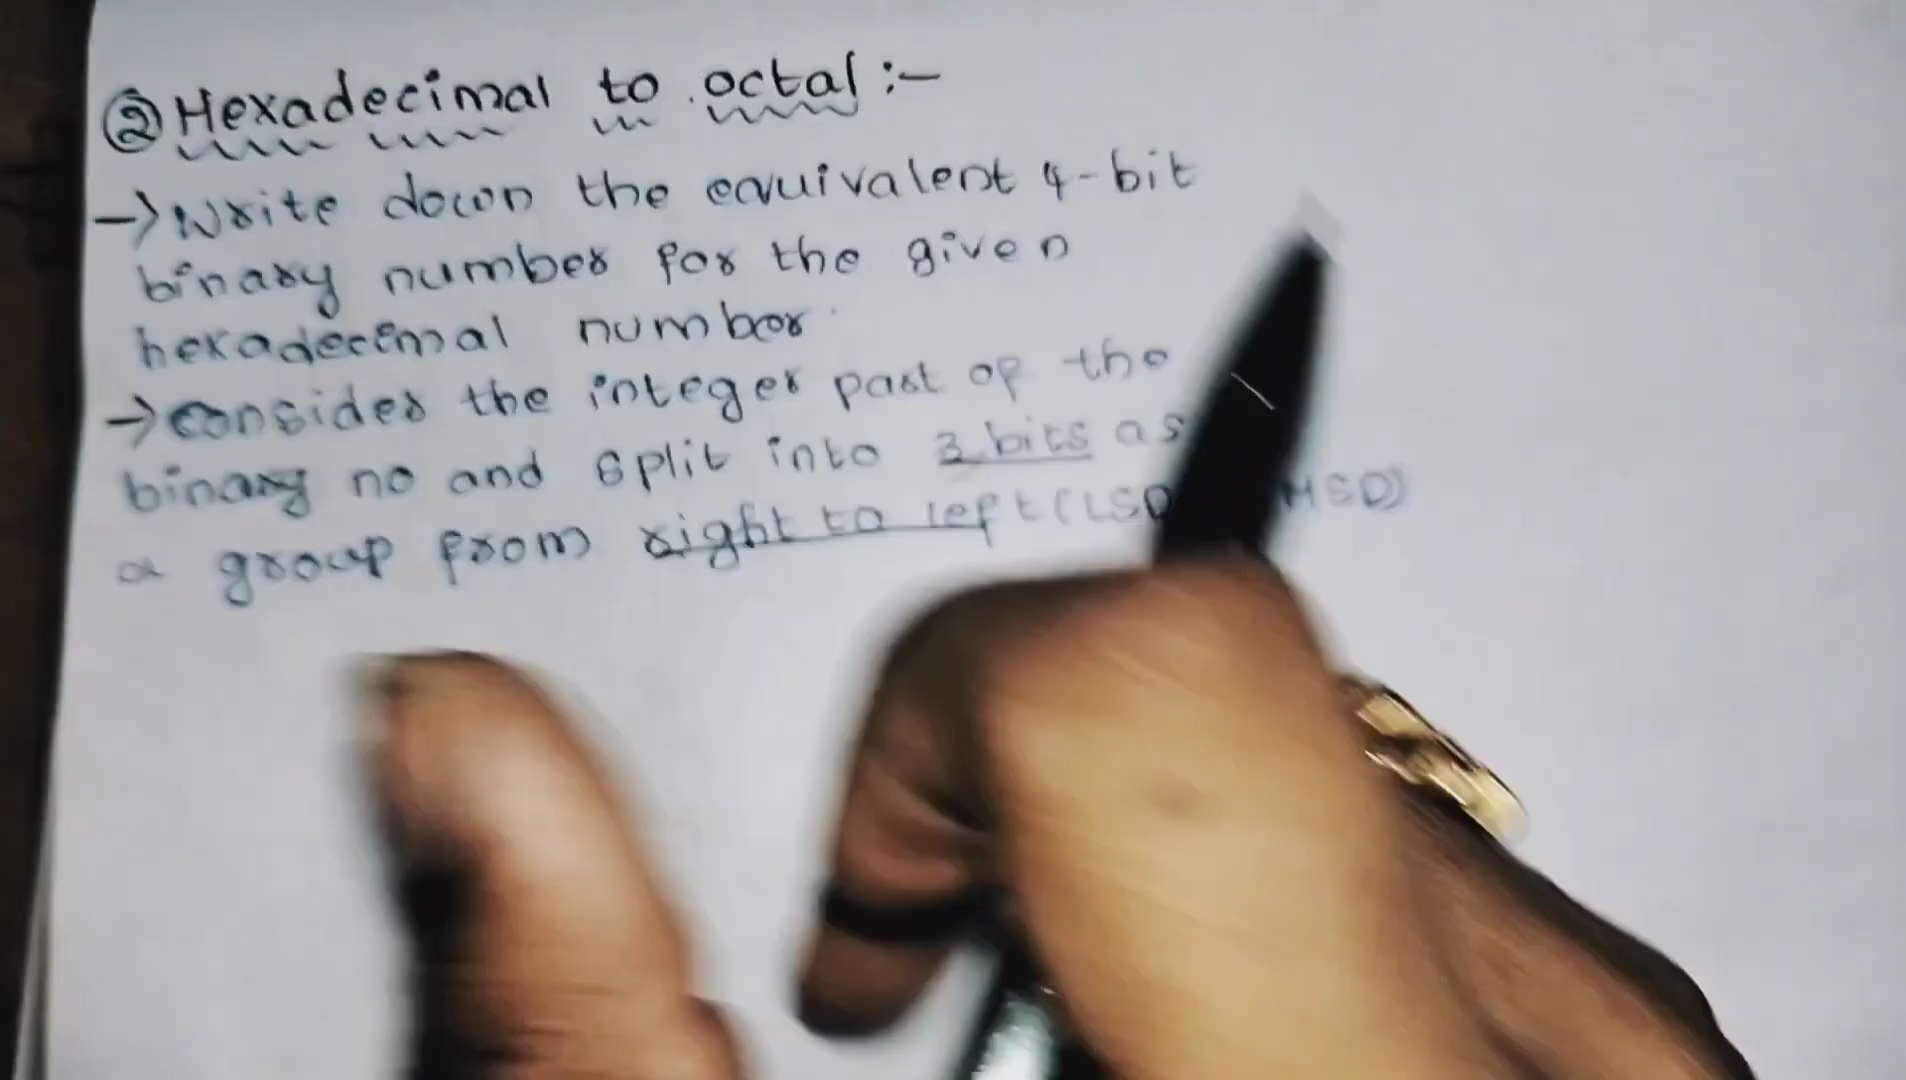 ② Hexadecimal to octal :-
→ Write down the equivalent 4-bit
binary number for the given
hexadecimal number.
→ consider the integer part of the
binary no and split into 3 bits as
a group from right to left (LSD MSD)